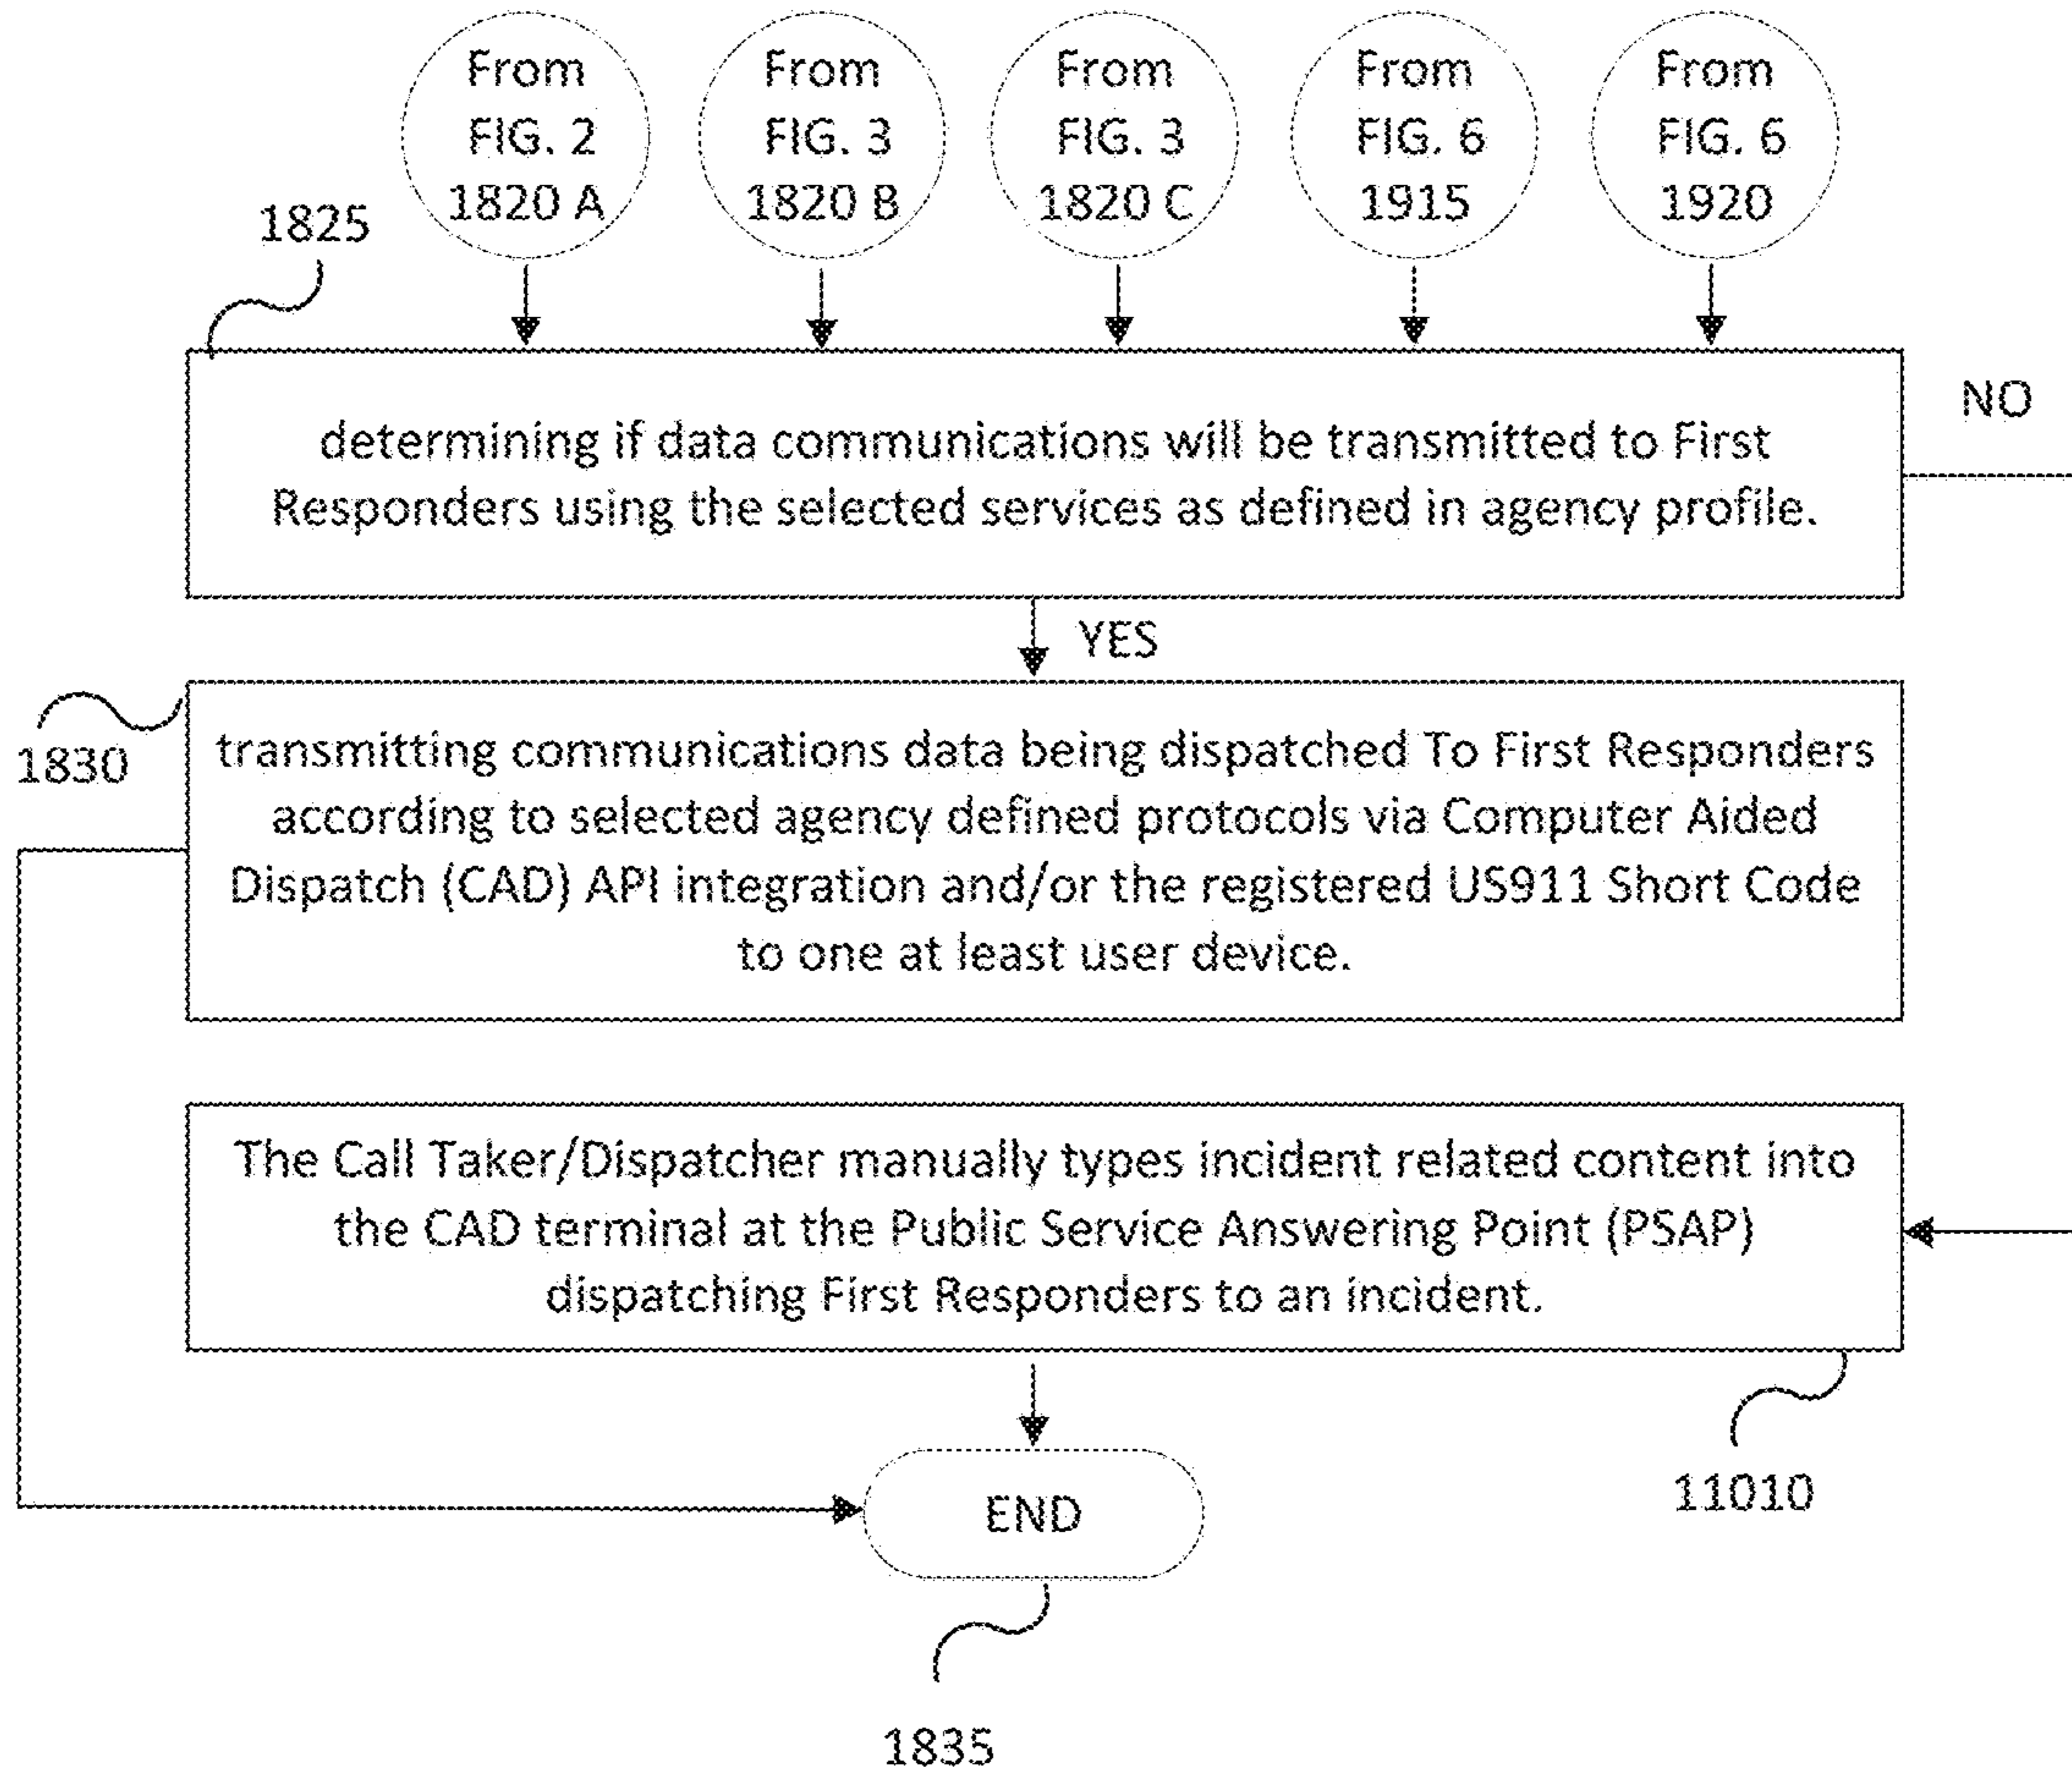 From
FIG. 2
1820 A
From
FIG. 3
1820 B
From
FIG. 3
1820 C
From
FIG. 6
1915
From
FIG. 6
1920
1825
NO
determining if data communications will be transmitted to First
Responders using the selected services as defined in agency profile.
YES
1830
transmitting communications data being dispatched To First Responders
according to selected agency defined protocols via Computer Aided
Dispatch (CAD) API integration and/or the registered US911 Short Code
to one at least user device.
The Call Taker/Dispatcher manually types incident related content into
the CAD terminal at the Public Service Answering Point (PSAP)
dispatching First Responders to an incident.
11010
END
1835